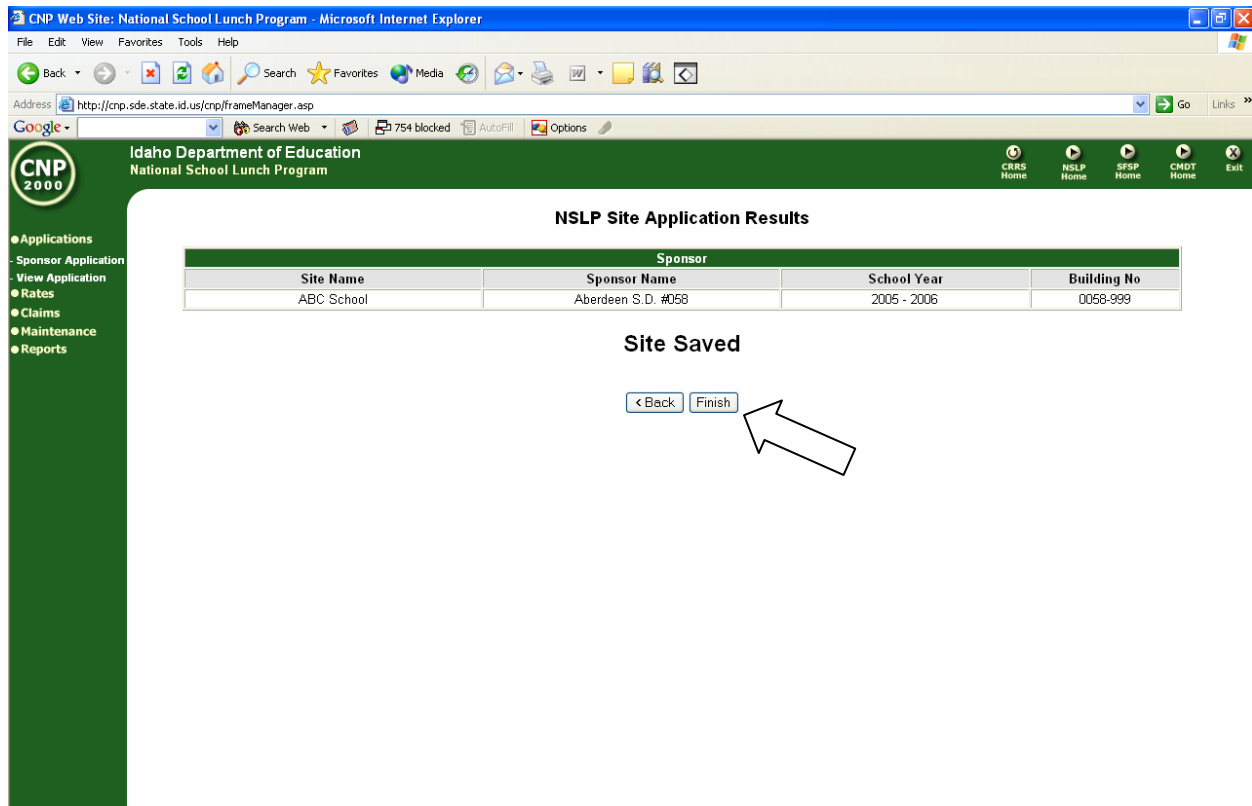 CNP Web Site: National School Lunch Program - Microsoft Internet Explorer
File Edit View Favorites Tools Help
Back Search Favorites Media
Address http://cnp.sde.state.id.us/cnp/frameManager.asp Go Links »
Google Search Web 754 blocked AutoFill Options
CNP 2000
Idaho Department of Education
National School Lunch Program
CRRS Home NSLP Home SFSP Home CMDT Home Exit
Applications
- Sponsor Application
- View Application
Rates
Claims
Maintenance
Reports
NSLP Site Application Results
Sponsor
Site Name Sponsor Name School Year Building No
ABC School Aberdeen S.D. #058 2005 - 2006 0058-999
Site Saved
< Back Finish